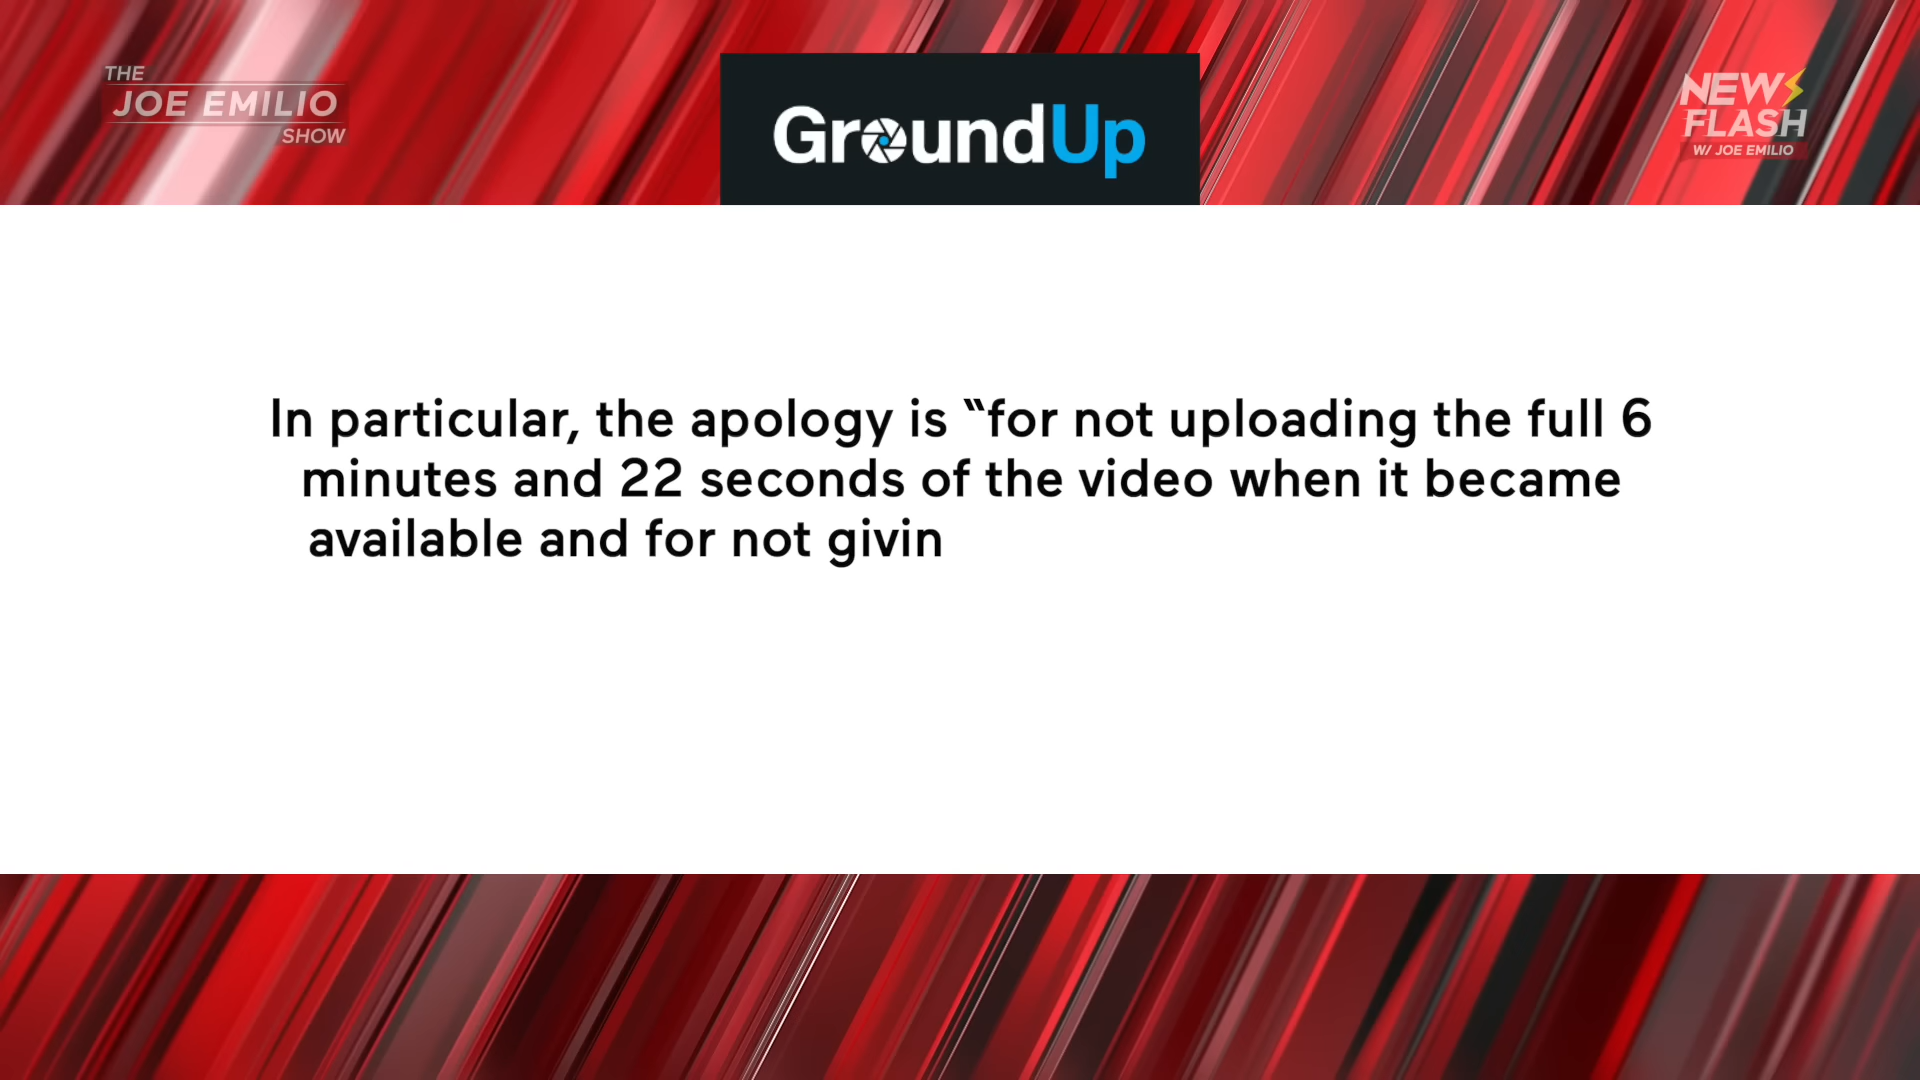 THE
JOE EMILIO
SHOW
GroundUp
NEWS
FLASH
W/ JOE EMILIO
In particular, the apology is “for not uploading the full 6
minutes and 22 seconds of the video when it became
available and for not givin